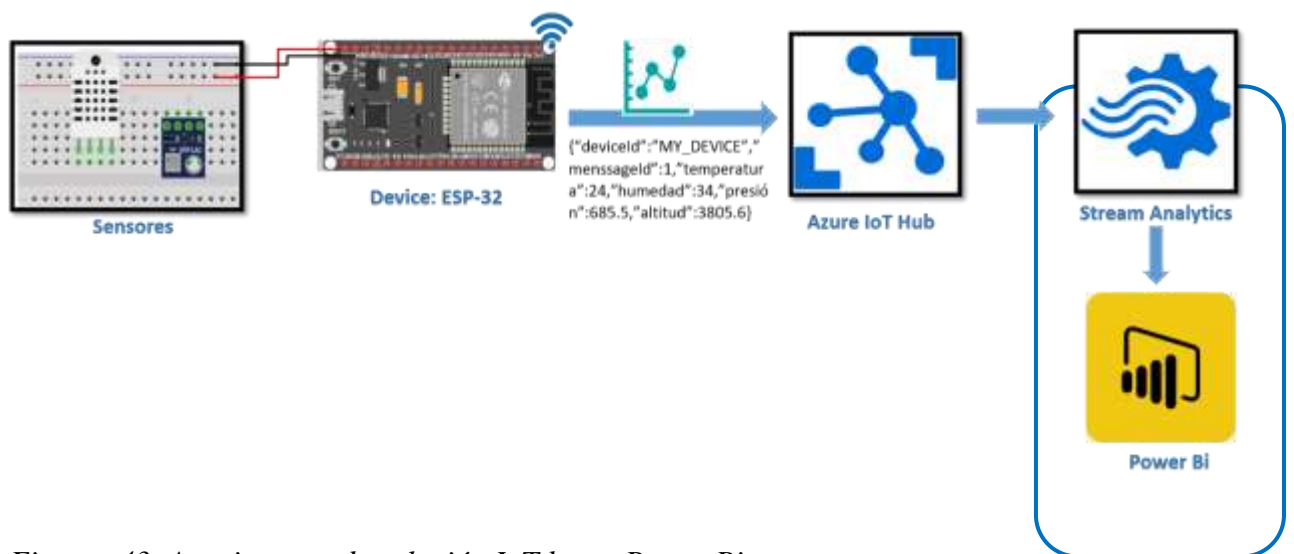 Sensores
Device: ESP-32
{"deviceId":"MY_DEVICE","
menssageId":1,"temperatur
a":24,"humedad":34,"presió
n":685.5,"altitud":3805.6}
Azure IoT Hub
Stream Analytics
Power Bi